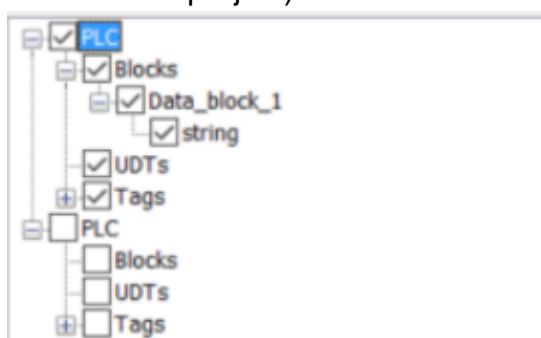 PLC
Blocks
Data_block_1
string
UDTs
Tags
PLC
Blocks
UDTs
Tags